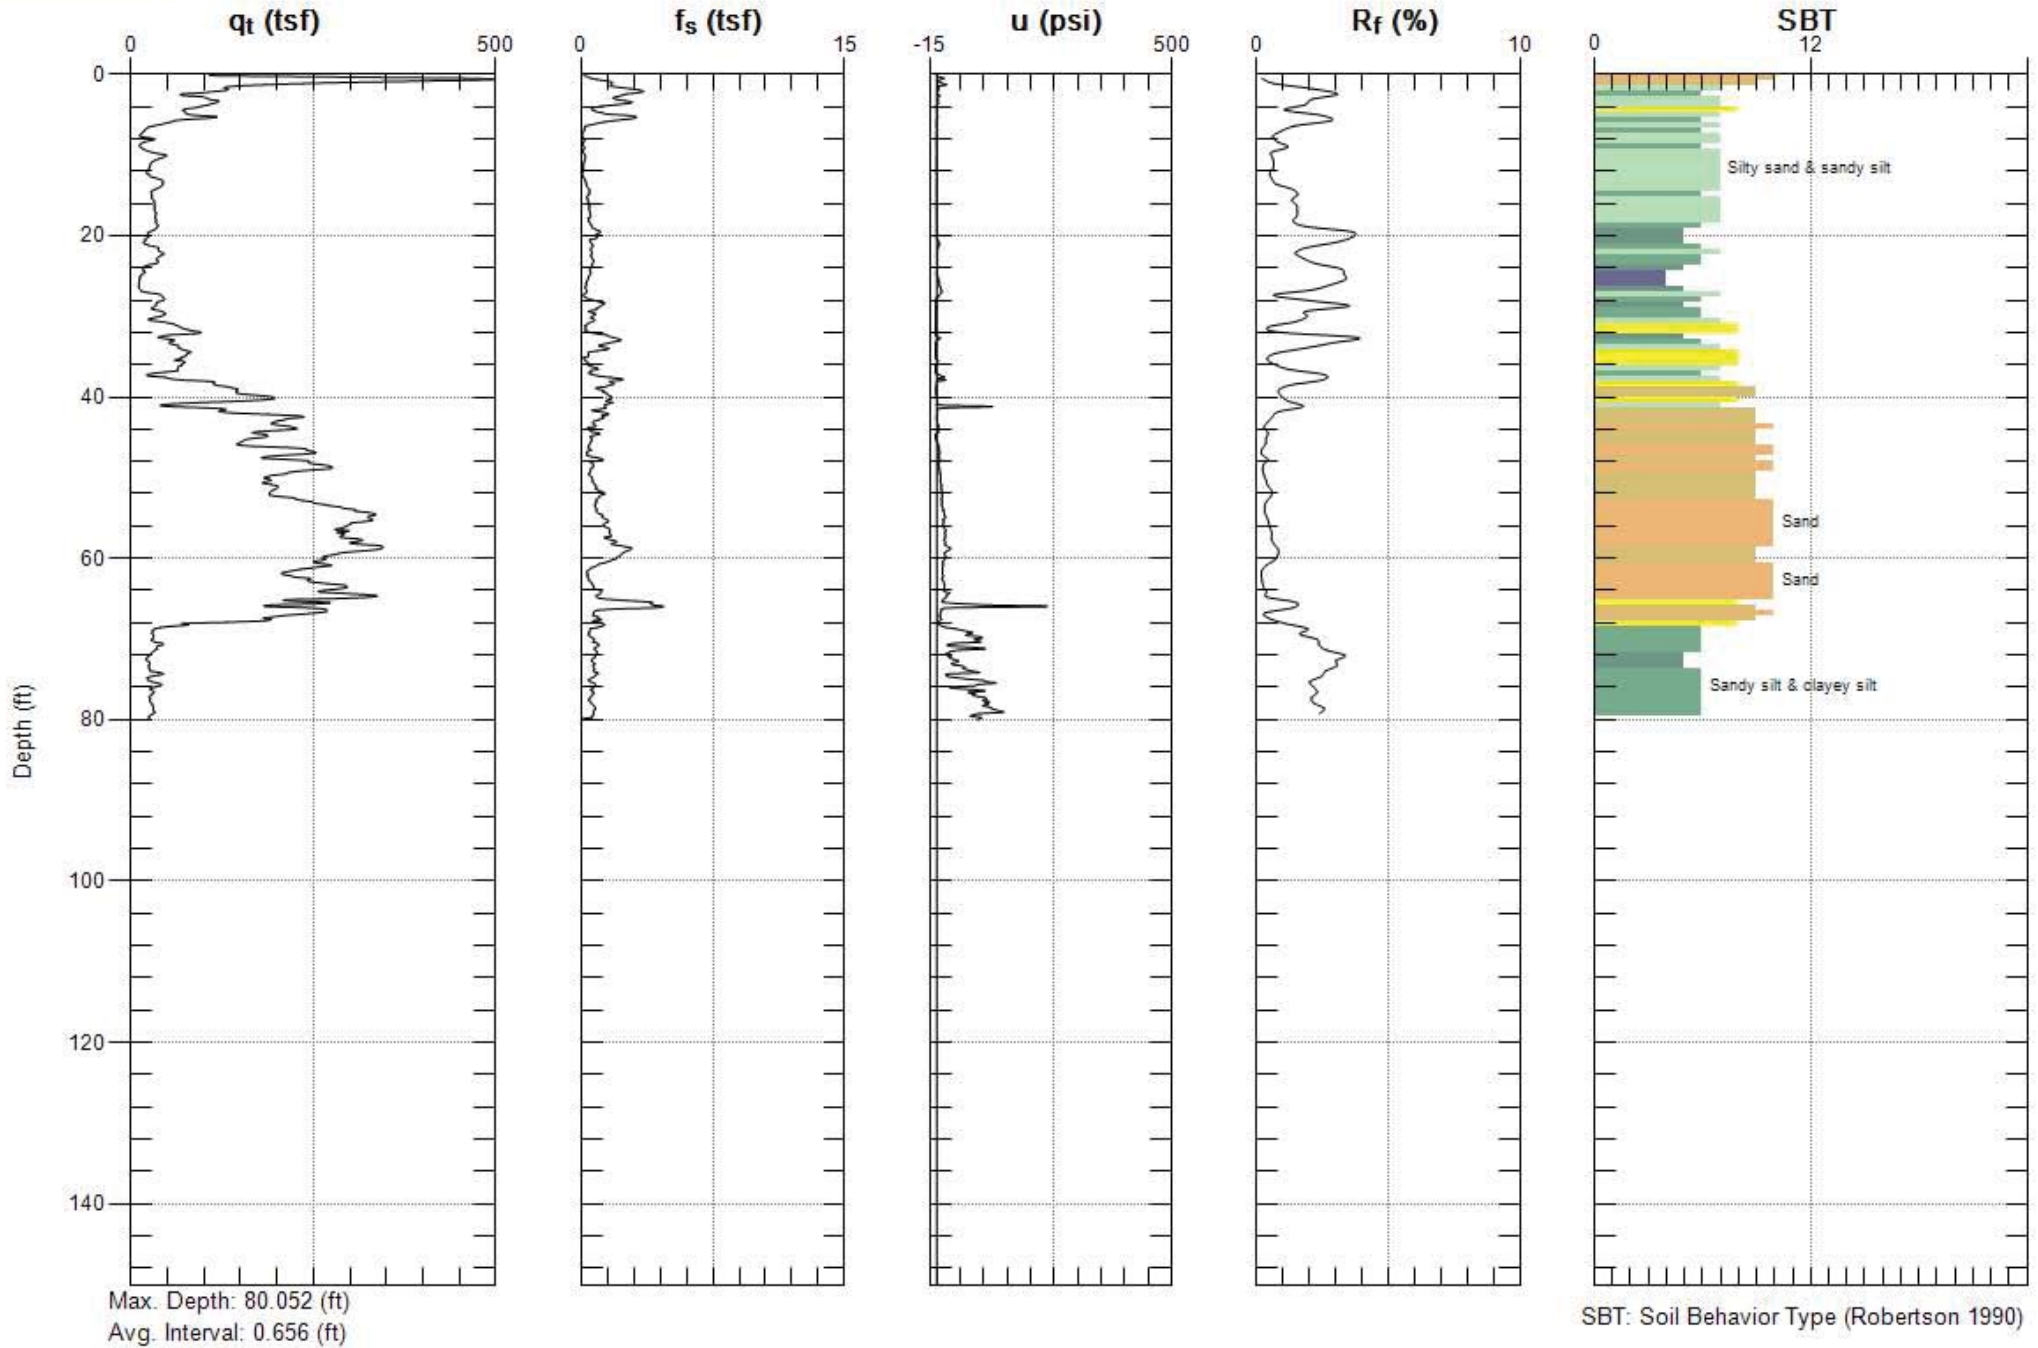 qt (tsf) fs (tsf) u (psi) Rf (%) SBT
0 500 0 15 -15 500 0 10 0 12
0
Silty sand & sandy silt
20
40
Sand
60
Sand
Sandy silt & clayey silt
80
Depth (ft)
100
120
140
Max. Depth: 80.052 (ft)
Avg. Interval: 0.656 (ft)
SBT: Soil Behavior Type (Robertson 1990)